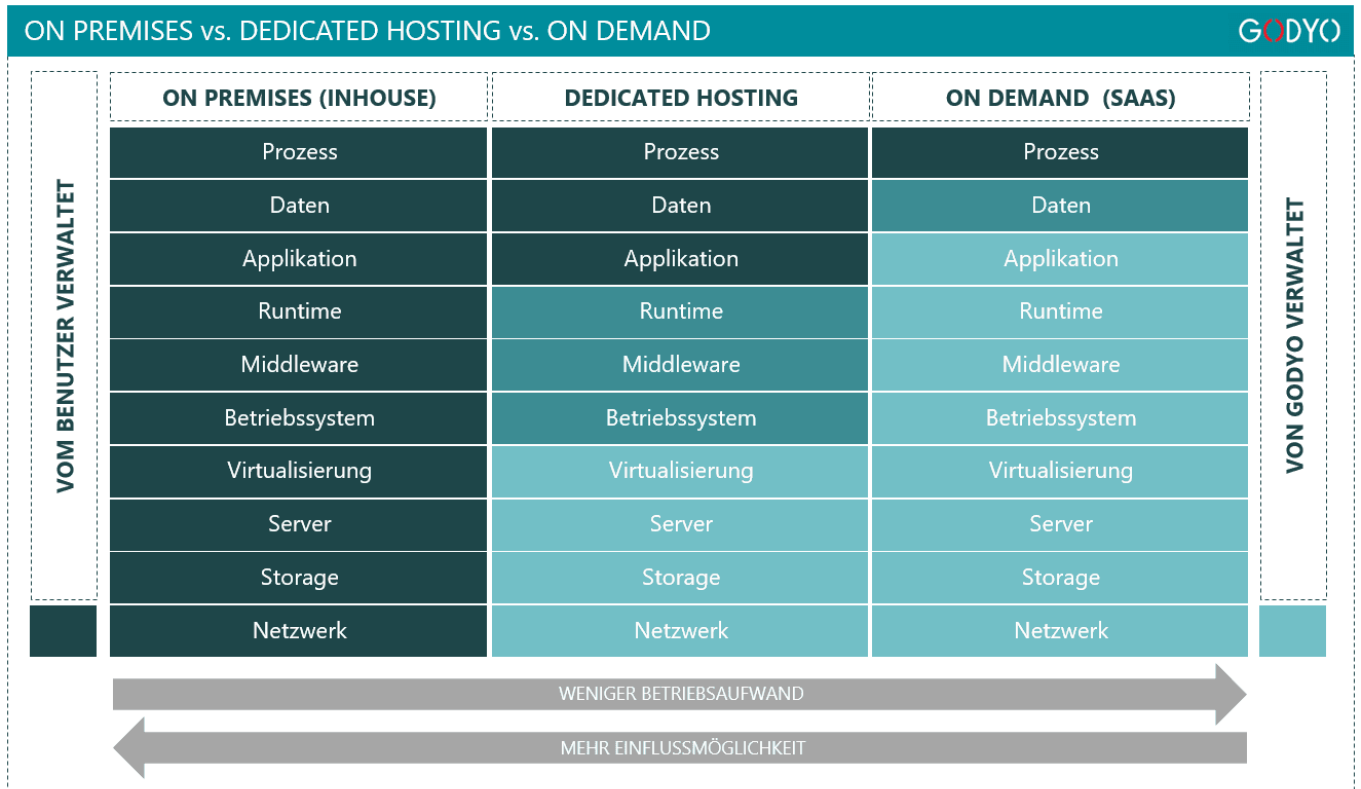 ON PREMISES vs. DEDICATED HOSTING vs. ON DEMAND
GODYO
VOM BENUTZER VERWALTET
ON PREMISES (INHOUSE)
Prozess
Daten
Applikation
Runtime
Middleware
Betriebssystem
Virtualisierung
Server
Storage
Netzwerk
DEDICATED HOSTING
Prozess
Daten
Applikation
Runtime
Middleware
Betriebssystem
Virtualisierung
Server
Storage
Netzwerk
ON DEMAND (SAAS)
Prozess
Daten
Applikation
Runtime
Middleware
Betriebssystem
Virtualisierung
Server
Storage
Netzwerk
VON GODYO VERWALTET
WENIGER BETRIEBSAUFWAND
MEHR EINFLUSSMÖGLICHKEIT